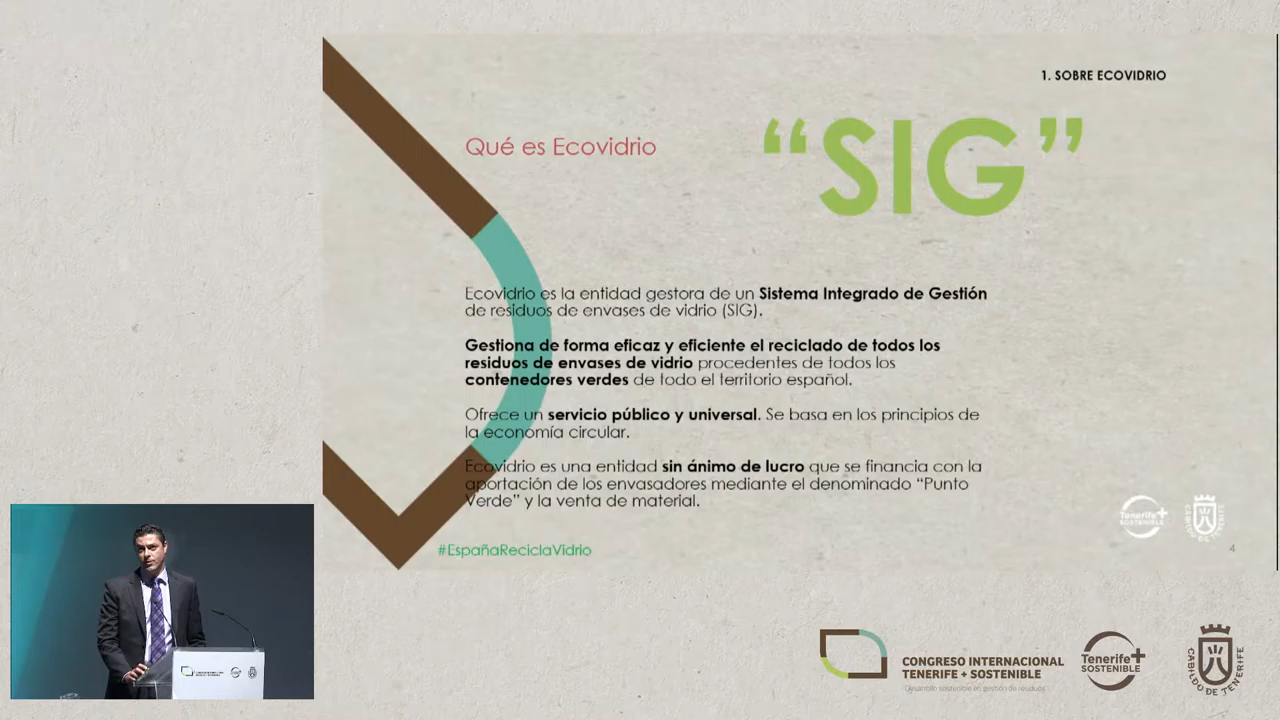 1. SOBRE ECOVIDRIO
Qué es Ecovidrio
“SIG”
Ecovidrio es la entidad gestora de un Sistema Integrado de Gestión
de residuos de envases de vidrio (SIG).
Gestiona de forma eficaz y eficiente el reciclado de todos los
residuos de envases de vidrio procedentes de todos los
contenedores verdes de todo el territorio español.
Ofrece un servicio público y universal. Se basa en los principios de
la economía circular.
Ecovidrio es una entidad sin ánimo de lucro que se financia con la
aportación de los envasadores mediante el denominado “Punto
Verde” y la venta de material.
#EspañaReciclaVidrio
Tenerife+
SOSTENIBLE
CABILDO DE TENERIFE
4
CONGRESO INTERNACIONAL
TENERIFE + SOSTENIBLE
Desarrollo sostenible en gestión de residuos
Tenerife+
SOSTENIBLE
CABILDO DE TENERIFE